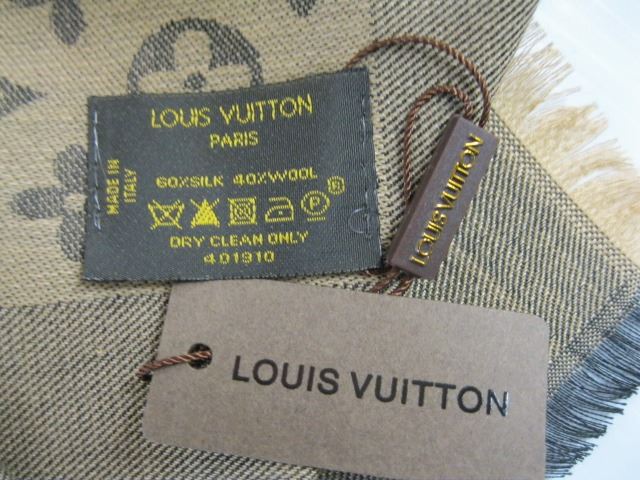 LOUIS VUITTON
PARIS
MADE IN
ITALY
60%SILK 40%WOOL
P
DRY CLEAN ONLY
401910
LOUIS VUITTON
LOUIS VUITTON